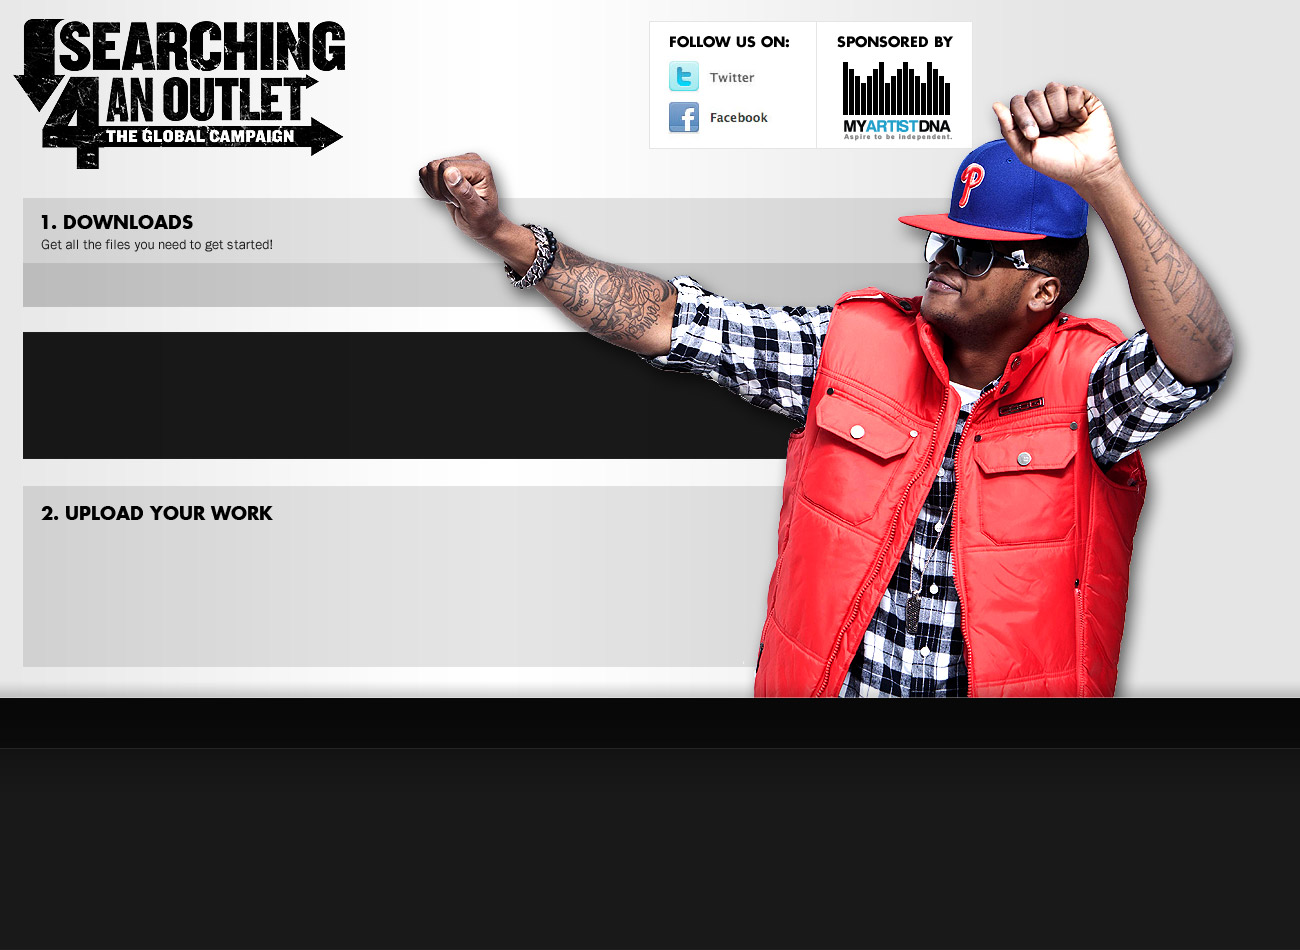 SEARCHING
4 AN OUTLET
THE GLOBAL CAMPAIGN
FOLLOW US ON:
Twitter
Facebook
SPONSORED BY
MYARTISTDNA
Aspire to be independent.
1. DOWNLOADS
Get all the files you need to get started!
P
2. UPLOAD YOUR WORK